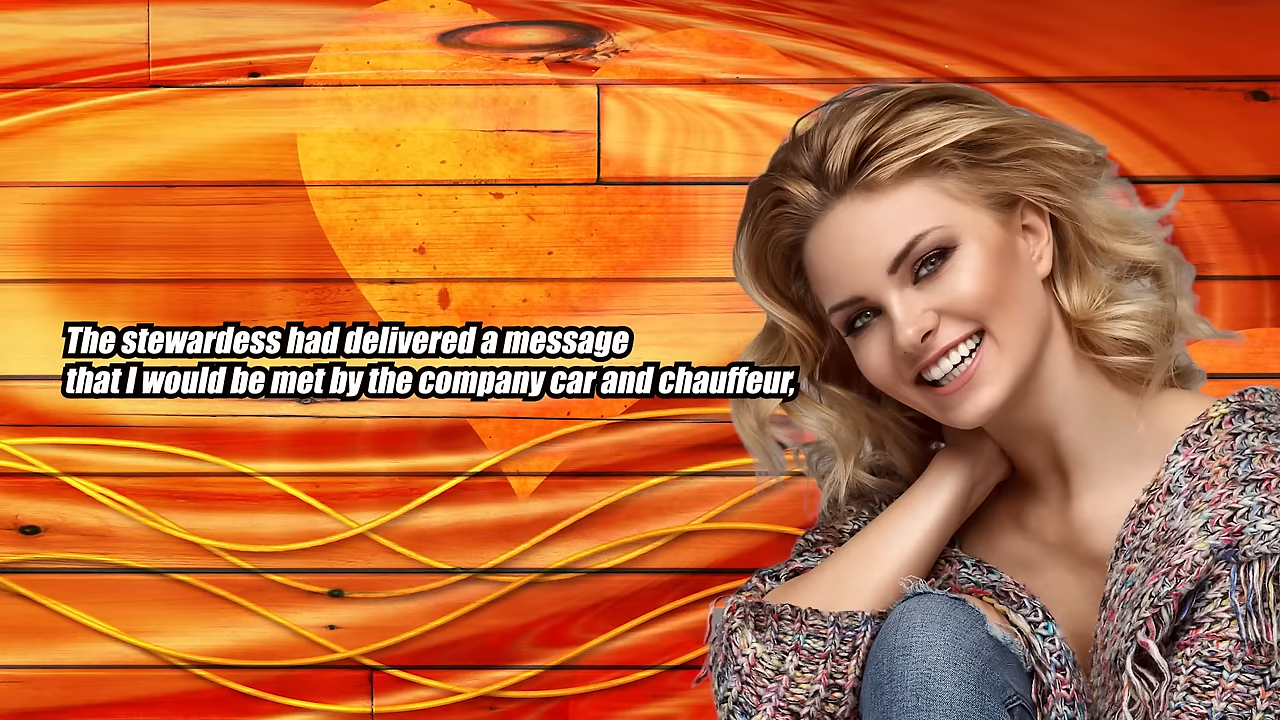 The stewardess had delivered a message
that I would be met by the company car and chauffeur,